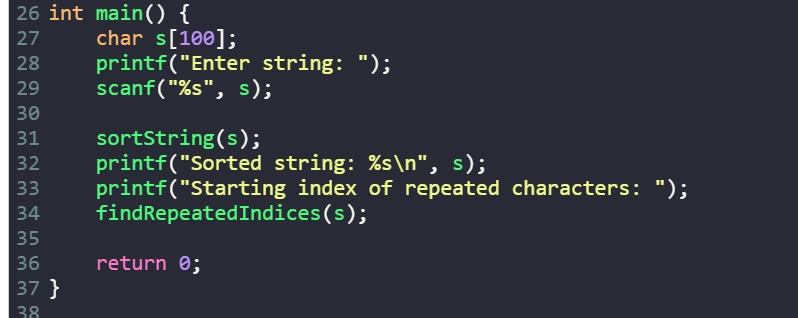 26 int main() {
27     char s[100];
28     printf("Enter string: ");
29     scanf("%s", s);
30
31     sortString(s);
32     printf("Sorted string: %s\n", s);
33     printf("Starting index of repeated characters: ");
34     findRepeatedIndices(s);
35
36     return 0;
37 }
38